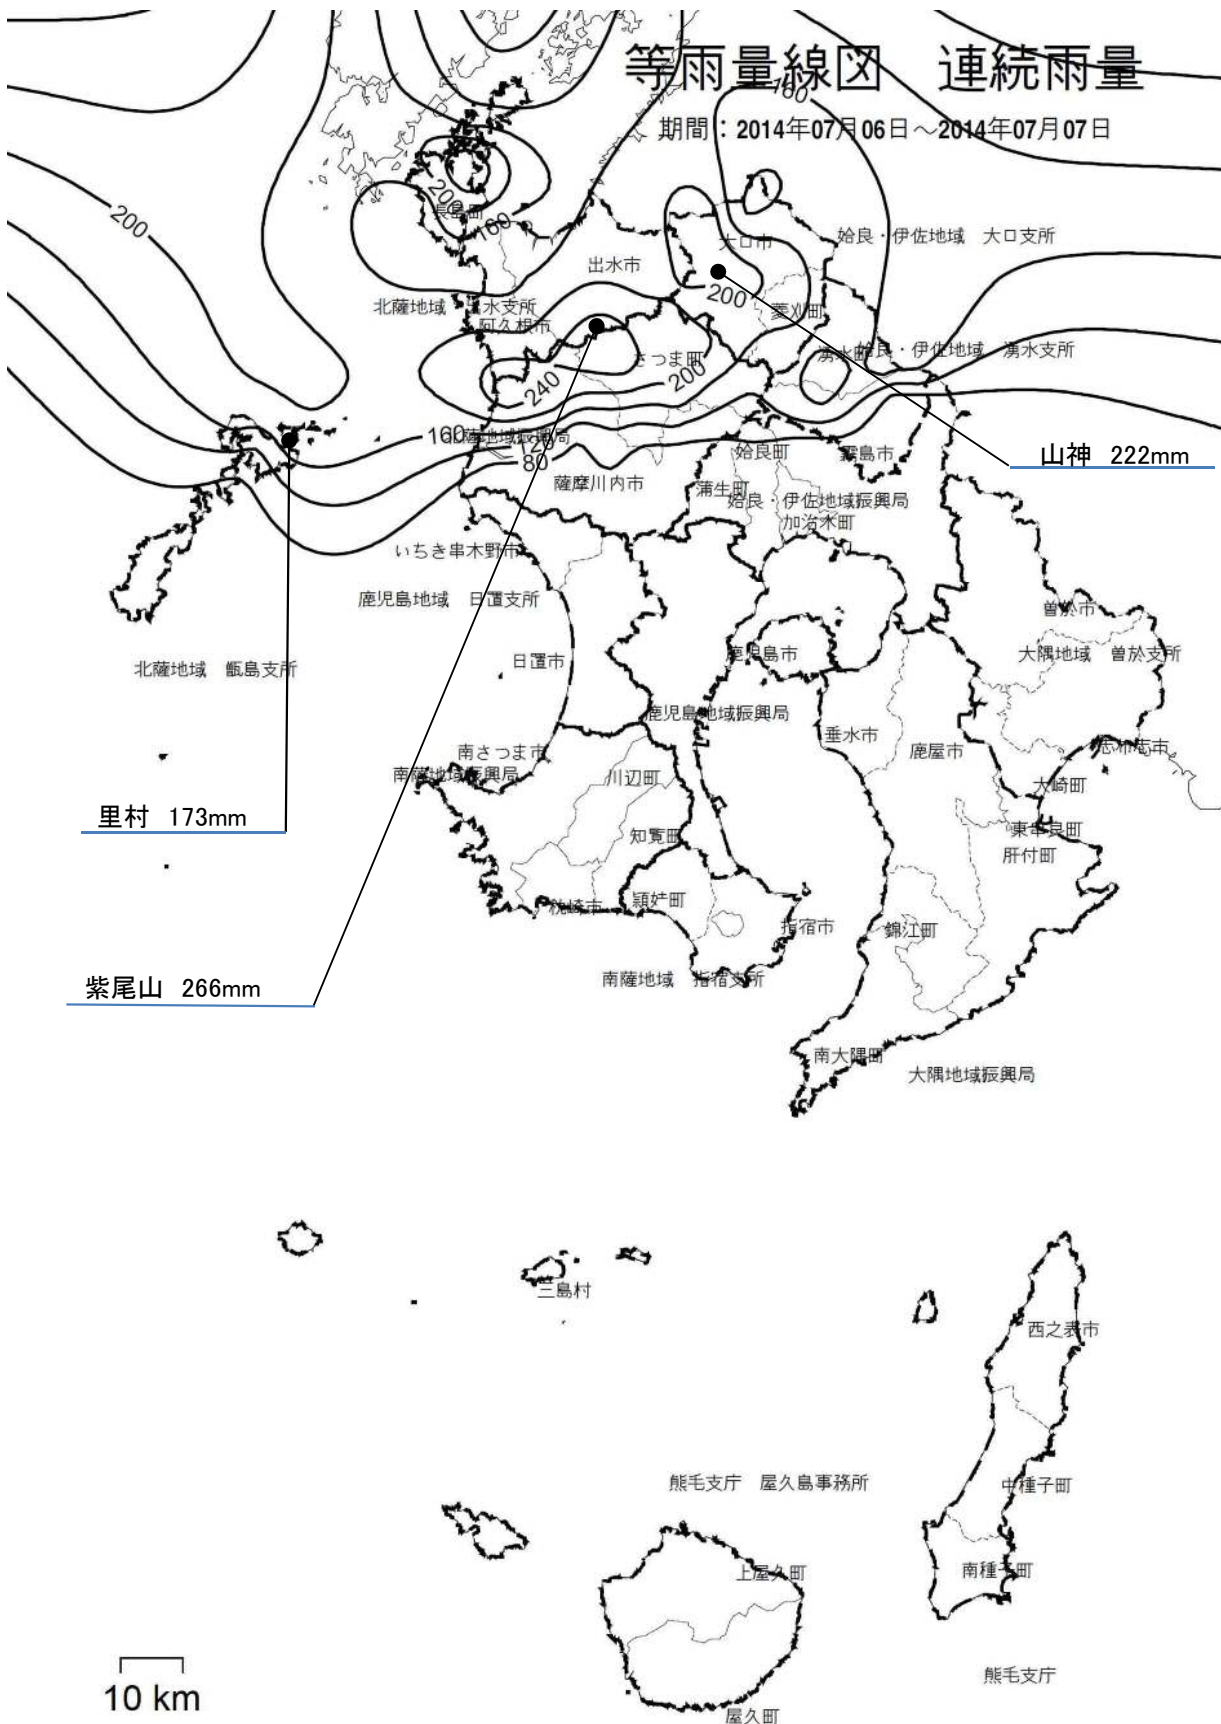 等雨量線図　連続雨量
160
期間：2014年07月06日～2014年07月07日
200
200
長島町
160
大口市
姶良・伊佐地域　大口支所
出水市
200
北薩地域　出水支所
菱刈町
阿久根市
さつま町
湧水町
姶良・伊佐地域　湧水支所
240
200
160
北薩地域振興局
120
80
姶良町
霧島市
山神　222mm
薩摩川内市
蒲生町
姶良・伊佐地域振興局
加治木町
いちき串木野市
鹿児島地域　日置支所
曽於市
大隅地域　曽於支所
北薩地域　甑島支所
日置市
鹿児島市
鹿児島地域振興局
垂水市
鹿屋市
志布志市
南さつま市
南薩地域振興局
川辺町
大崎町
里村　173mm
知覧町
東串良町
肝付町
枕崎市
頴娃町
指宿市
錦江町
南薩地域　指宿支所
紫尾山　266mm
南大隅町
大隅地域振興局
三島村
西之表市
熊毛支庁　屋久島事務所
中種子町
上屋久町
南種子町
熊毛支庁
10 km
屋久町